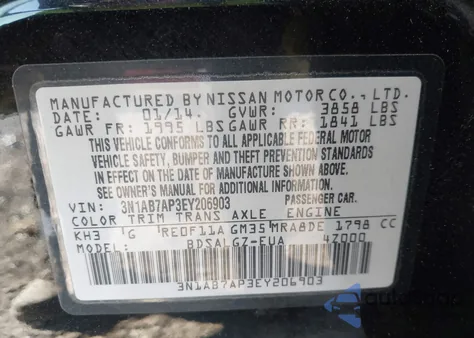 MANUFACTURED BY NISSAN MOTOR CO., LTD.
DATE: 01/14. GVWR: 3858 LBS
GAWR FR: 1995 LBS GAWR RR: 1841 LBS
THIS VEHICLE CONFORMS TO ALL APPLICABLE FEDERAL MOTOR
VEHICLE SAFETY, BUMPER AND THEFT PREVENTION STANDARDS
IN EFFECT ON THE DATE OF MANUFACTURE SHOWN ABOVE.
SEE OWNER'S MANUAL FOR ADDITIONAL INFORMATION.
VIN: 3N1AB7AP3EY206903 PASSENGER CAR.
COLOR TRIM TRANS AXLE ENGINE
KH3 G RE0F11A GM35 MRA8DE 1798 CC
MODEL: BDSALGZ-EUA 47000
3N1AB7AP3EY206903